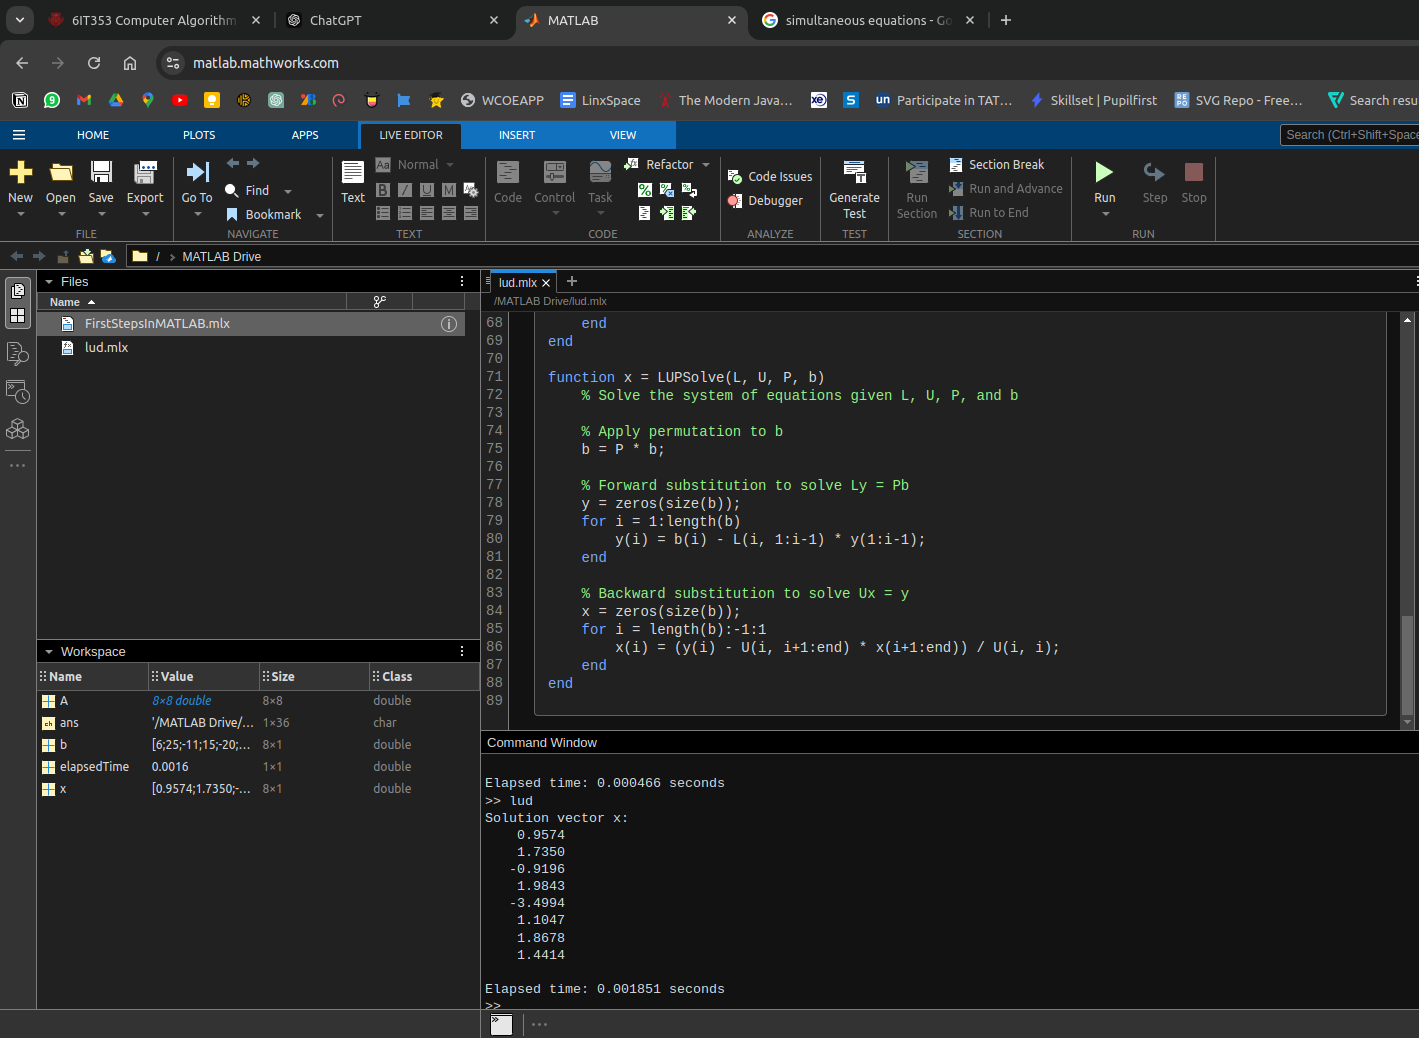 6IT353 Computer Algorithm
ChatGPT
MATLAB
simultaneous equations - Go
matlab.mathworks.com
WCOEAPP
LinxSpace
The Modern Java...
xe
S
un
Participate in TAT...
Skillset | Pupilfirst
SVG Repo - Free...
Search resu
HOME
PLOTS
APPS
LIVE EDITOR
INSERT
VIEW
Search (Ctrl+Shift+Space
New
Open
Save
Export
FILE
Go To
Find
Bookmark
NAVIGATE
Text
Aa Normal
B I U M
TEXT
Code
Control
Task
Refactor
CODE
Code Issues
Debugger
ANALYZE
Generate
Test
TEST
Run
Section
Section Break
Run and Advance
Run to End
SECTION
Run
Step
Stop
RUN
/ › MATLAB Drive
Files
Name
FirstStepsInMATLAB.mlx
lud.mlx
Workspace
Name Value Size Class
A 8×8 double 8×8 double
ans '/MATLAB Drive/... 1×36 char
b [6;25;-11;15;-20;... 8×1 double
elapsedTime 0.0016 1×1 double
x [0.9574;1.7350;-... 8×1 double
lud.mlx
/MATLAB Drive/lud.mlx
68 end
69 end
70
71 function x = LUPSolve(L, U, P, b)
72 % Solve the system of equations given L, U, P, and b
73
74 % Apply permutation to b
75 b = P * b;
76
77 % Forward substitution to solve Ly = Pb
78 y = zeros(size(b));
79 for i = 1:length(b)
80 y(i) = b(i) - L(i, 1:i-1) * y(1:i-1);
81 end
82
83 % Backward substitution to solve Ux = y
84 x = zeros(size(b));
85 for i = length(b):-1:1
86 x(i) = (y(i) - U(i, i+1:end) * x(i+1:end)) / U(i, i);
87 end
88 end
89
Command Window
Elapsed time: 0.000466 seconds
>> lud
Solution vector x:
0.9574
1.7350
-0.9196
1.9843
-3.4994
1.1047
1.8678
1.4414
Elapsed time: 0.001851 seconds
>>